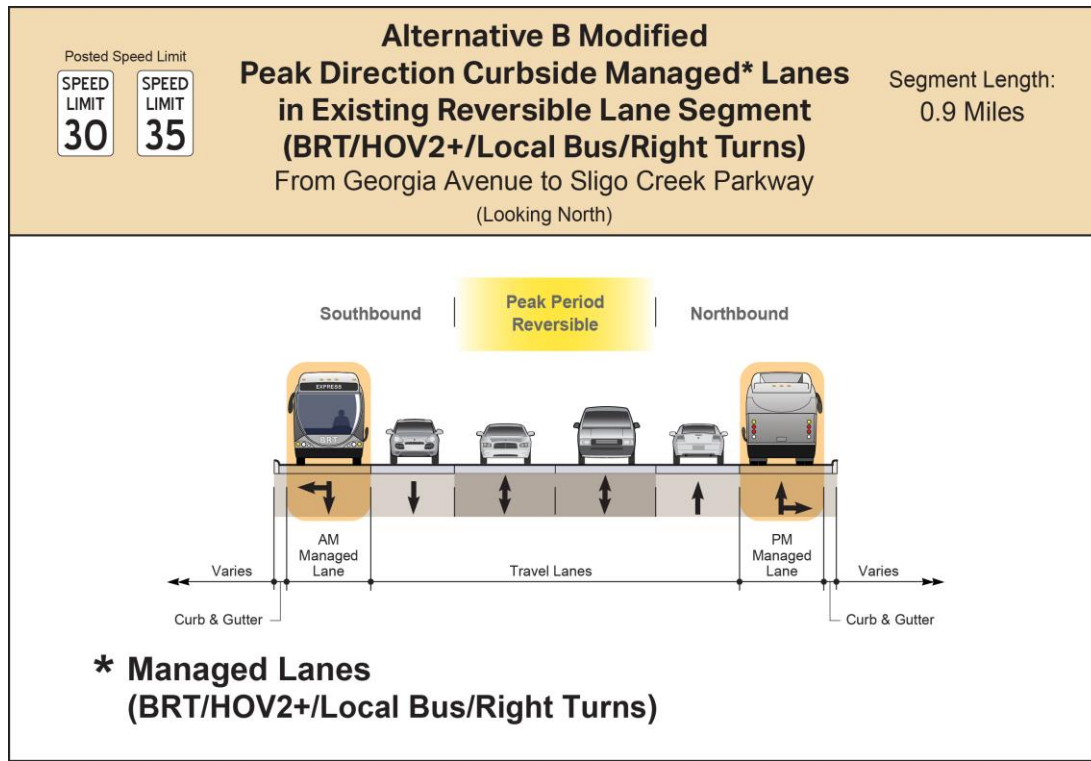 Posted Speed Limit
SPEED
LIMIT
30
SPEED
LIMIT
35
Alternative B Modified
Peak Direction Curbside Managed* Lanes
in Existing Reversible Lane Segment
(BRT/HOV2+/Local Bus/Right Turns)
From Georgia Avenue to Sligo Creek Parkway
(Looking North)
Segment Length:
0.9 Miles
Southbound
Peak Period
Reversible
Northbound
EXPRESS
BRT
AM
Managed
Lane
PM
Managed
Lane
Varies
Travel Lanes
Varies
Curb & Gutter
Curb & Gutter
* Managed Lanes
(BRT/HOV2+/Local Bus/Right Turns)